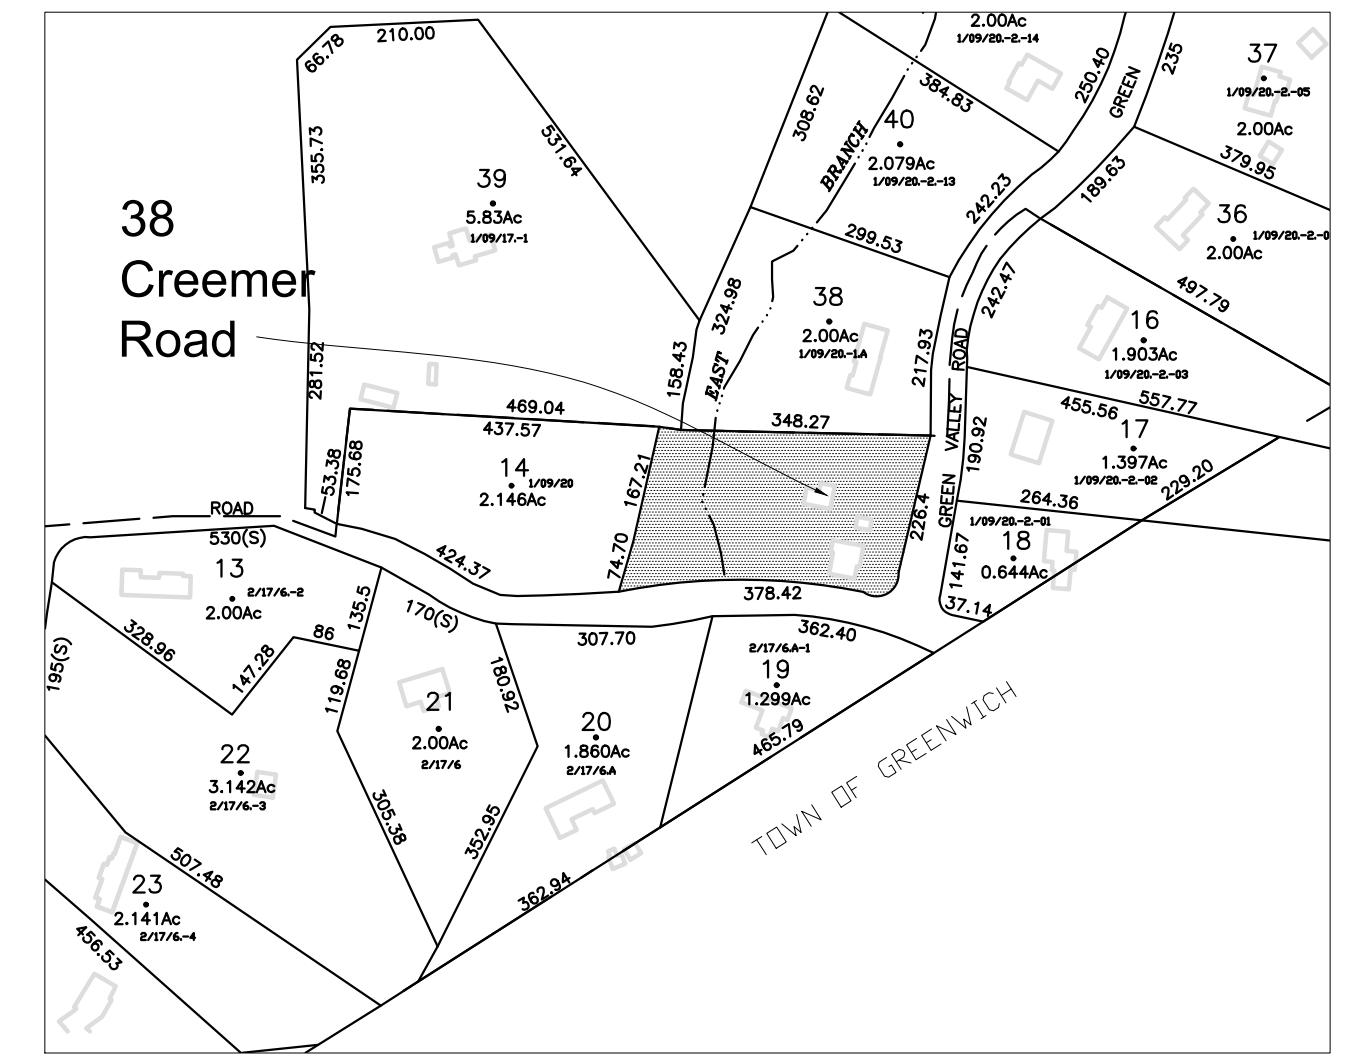 2.00Ac
1/09/20.-2.-14
235
37
1/09/20.-2.-05
2.00Ac
379.95
250.40
GREEN
384.83
210.00
66.78
308.62
BRANCH
40
2.079Ac
1/09/20.-2.-13
242.23
189.63
355.73
531.64
39
5.83Ac
1/09/17.-1
36
1/09/20.-2.-0
2.00Ac
497.79
38
Creemer
Road
299.53
324.98
EAST
38
2.00Ac
1/09/20.-1.A
217.93
242.47
16
1.903Ac
1/09/20.-2.-03
281.52
158.43
469.04
437.57
348.27
GREEN VALLEY ROAD
190.92
455.56
557.77
17
1.397Ac
1/09/20.-2.-02
229.20
264.36
53.38
175.68
14
1/09/20
2.146Ac
167.21
226.4
1/09/20.-2.-01
18
0.644Ac
141.67
37.14
ROAD
530(S)
424.37
74.70
378.42
13
2/17/6.-2
2.00Ac
135.5
170(S)
307.70
362.40
328.96
86
147.28
195(S)
119.68
180.92
2/17/6.A-1
19
1.299Ac
465.79
21
2.00Ac
2/17/6
20
1.860Ac
2/17/6.A
TOWN OF GREENWICH
22
3.142Ac
2/17/6.-3
305.38
352.95
362.94
507.48
23
2.141Ac
2/17/6.-4
456.53